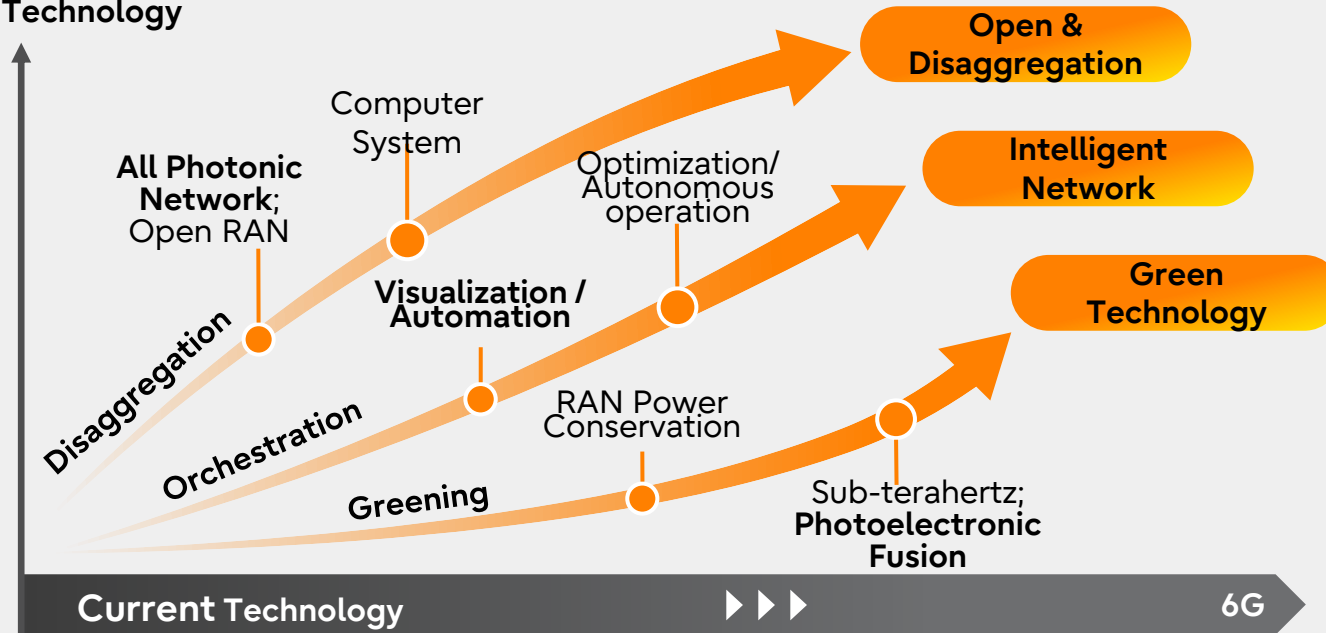 Technology
Open &
Disaggregation
Computer
System
Intelligent
Network
All Photonic
Network;
Open RAN
Optimization/
Autonomous
operation
Visualization /
Automation
Green
Technology
Disaggregation
Orchestration
Greening
RAN Power
Conservation
Sub-terahertz;
Photoelectronic
Fusion
Current Technology
6G